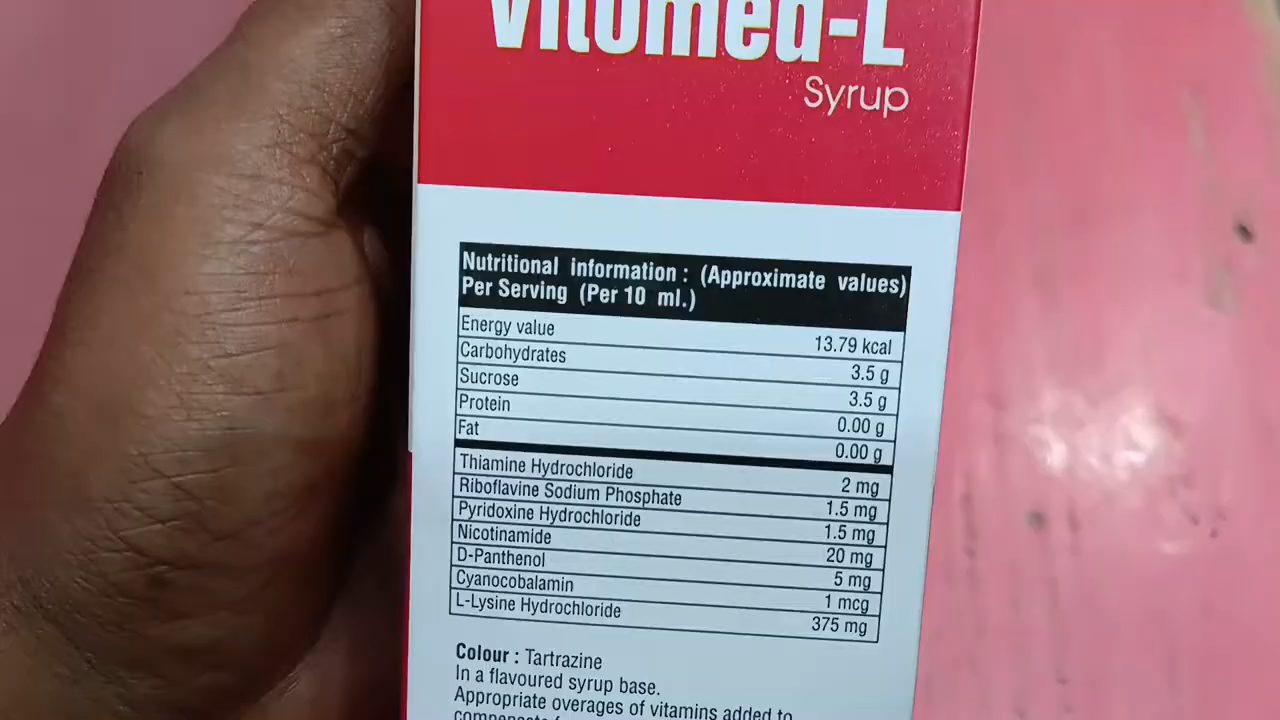 Vitomed-L
Syrup
Nutritional information : (Approximate values)
Per Serving (Per 10 ml.)
Energy value 13.79 kcal
Carbohydrates 3.5 g
Sucrose 3.5 g
Protein 0.00 g
Fat 0.00 g
Thiamine Hydrochloride 2 mg
Riboflavine Sodium Phosphate 1.5 mg
Pyridoxine Hydrochloride 1.5 mg
Nicotinamide 20 mg
D-Panthenol 5 mg
Cyanocobalamin 1 mcg
L-Lysine Hydrochloride 375 mg
Colour : Tartrazine
In a flavoured syrup base.
Appropriate overages of vitamins added to